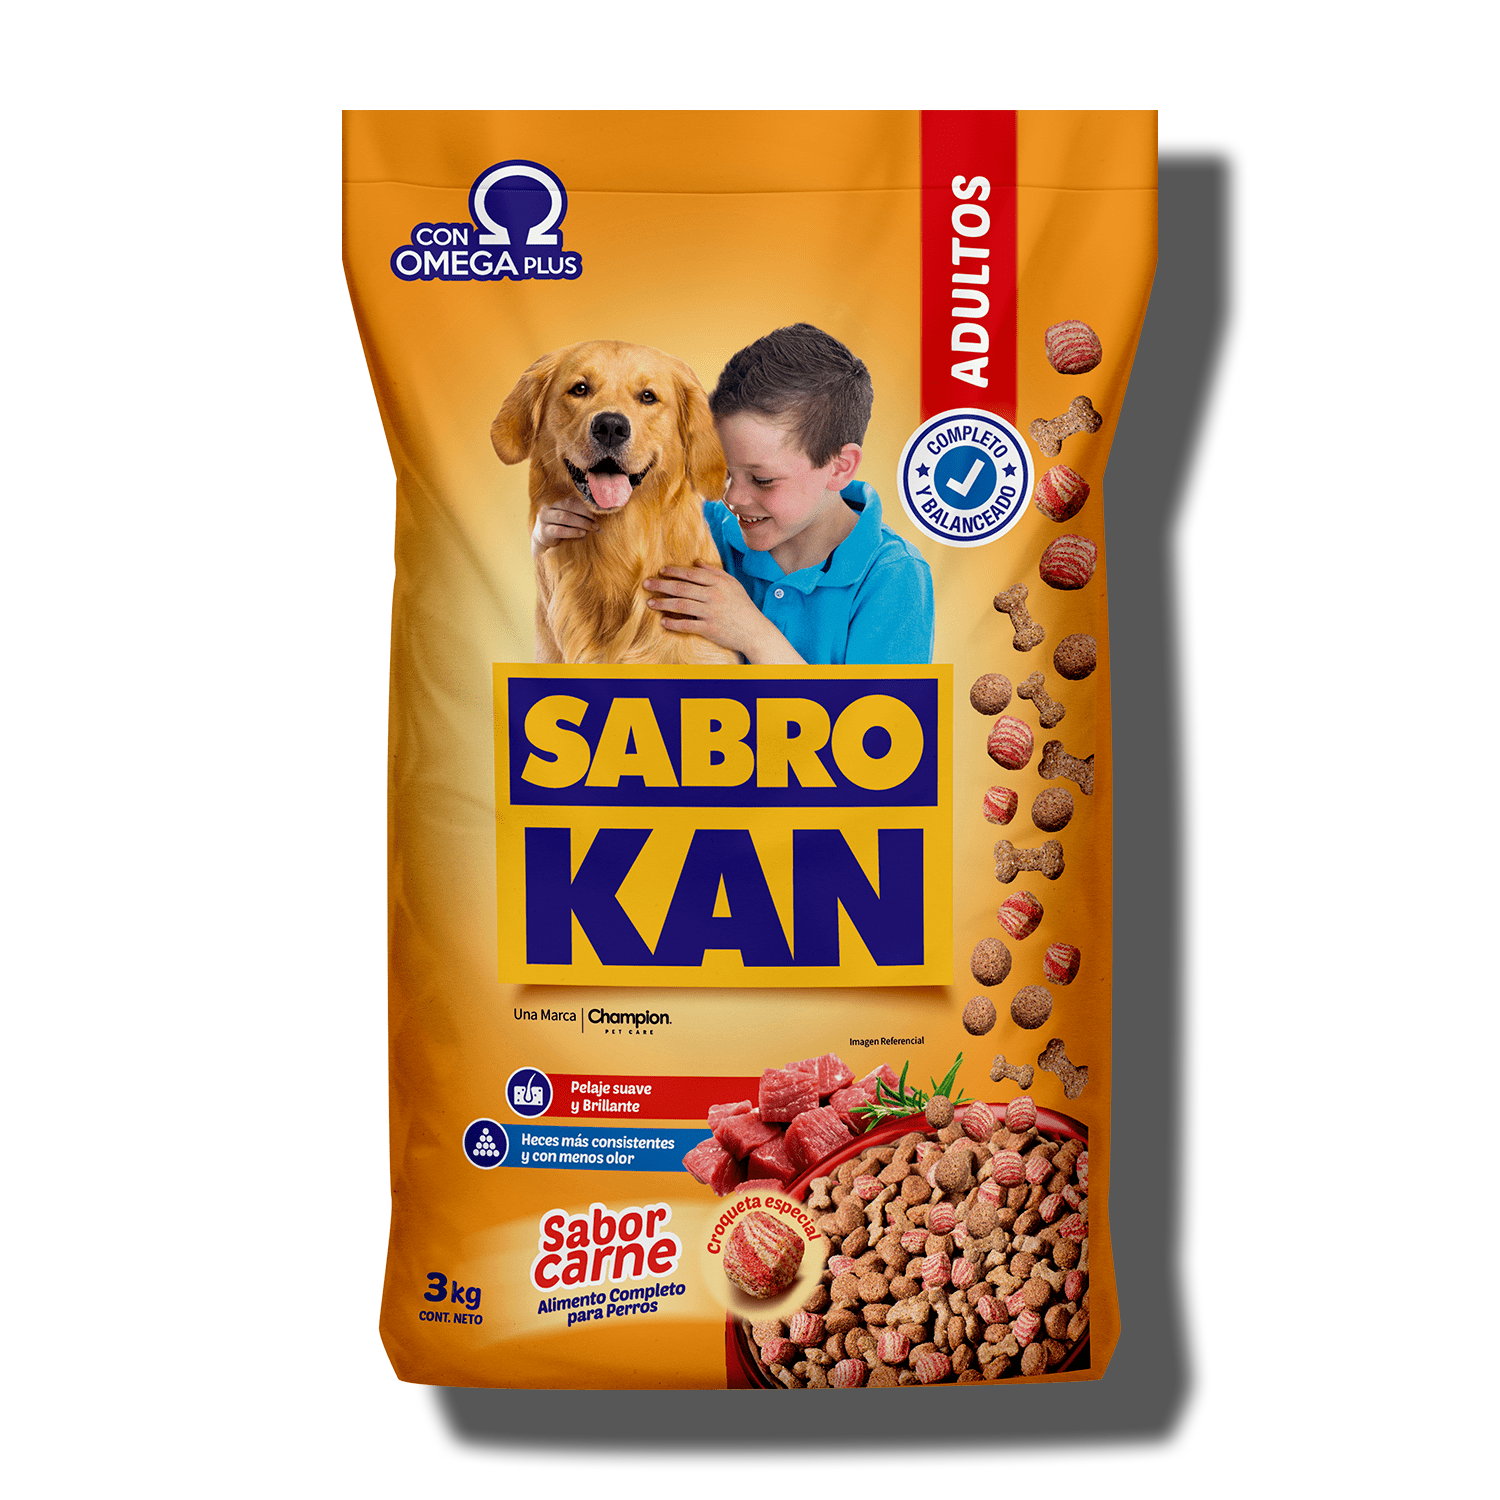 CON
OMEGA PLUS
ADULTOS
COMPLETO
Y BALANCEADO
SABRO
KAN
Una Marca
Champion.
PET CARE
Imagen Referencial
Pelaje suave
y Brillante
Heces más consistentes
y con menos olor
Croqueta especial
Sabor
carne
Alimento Completo
para Perros
3kg
CONT. NETO